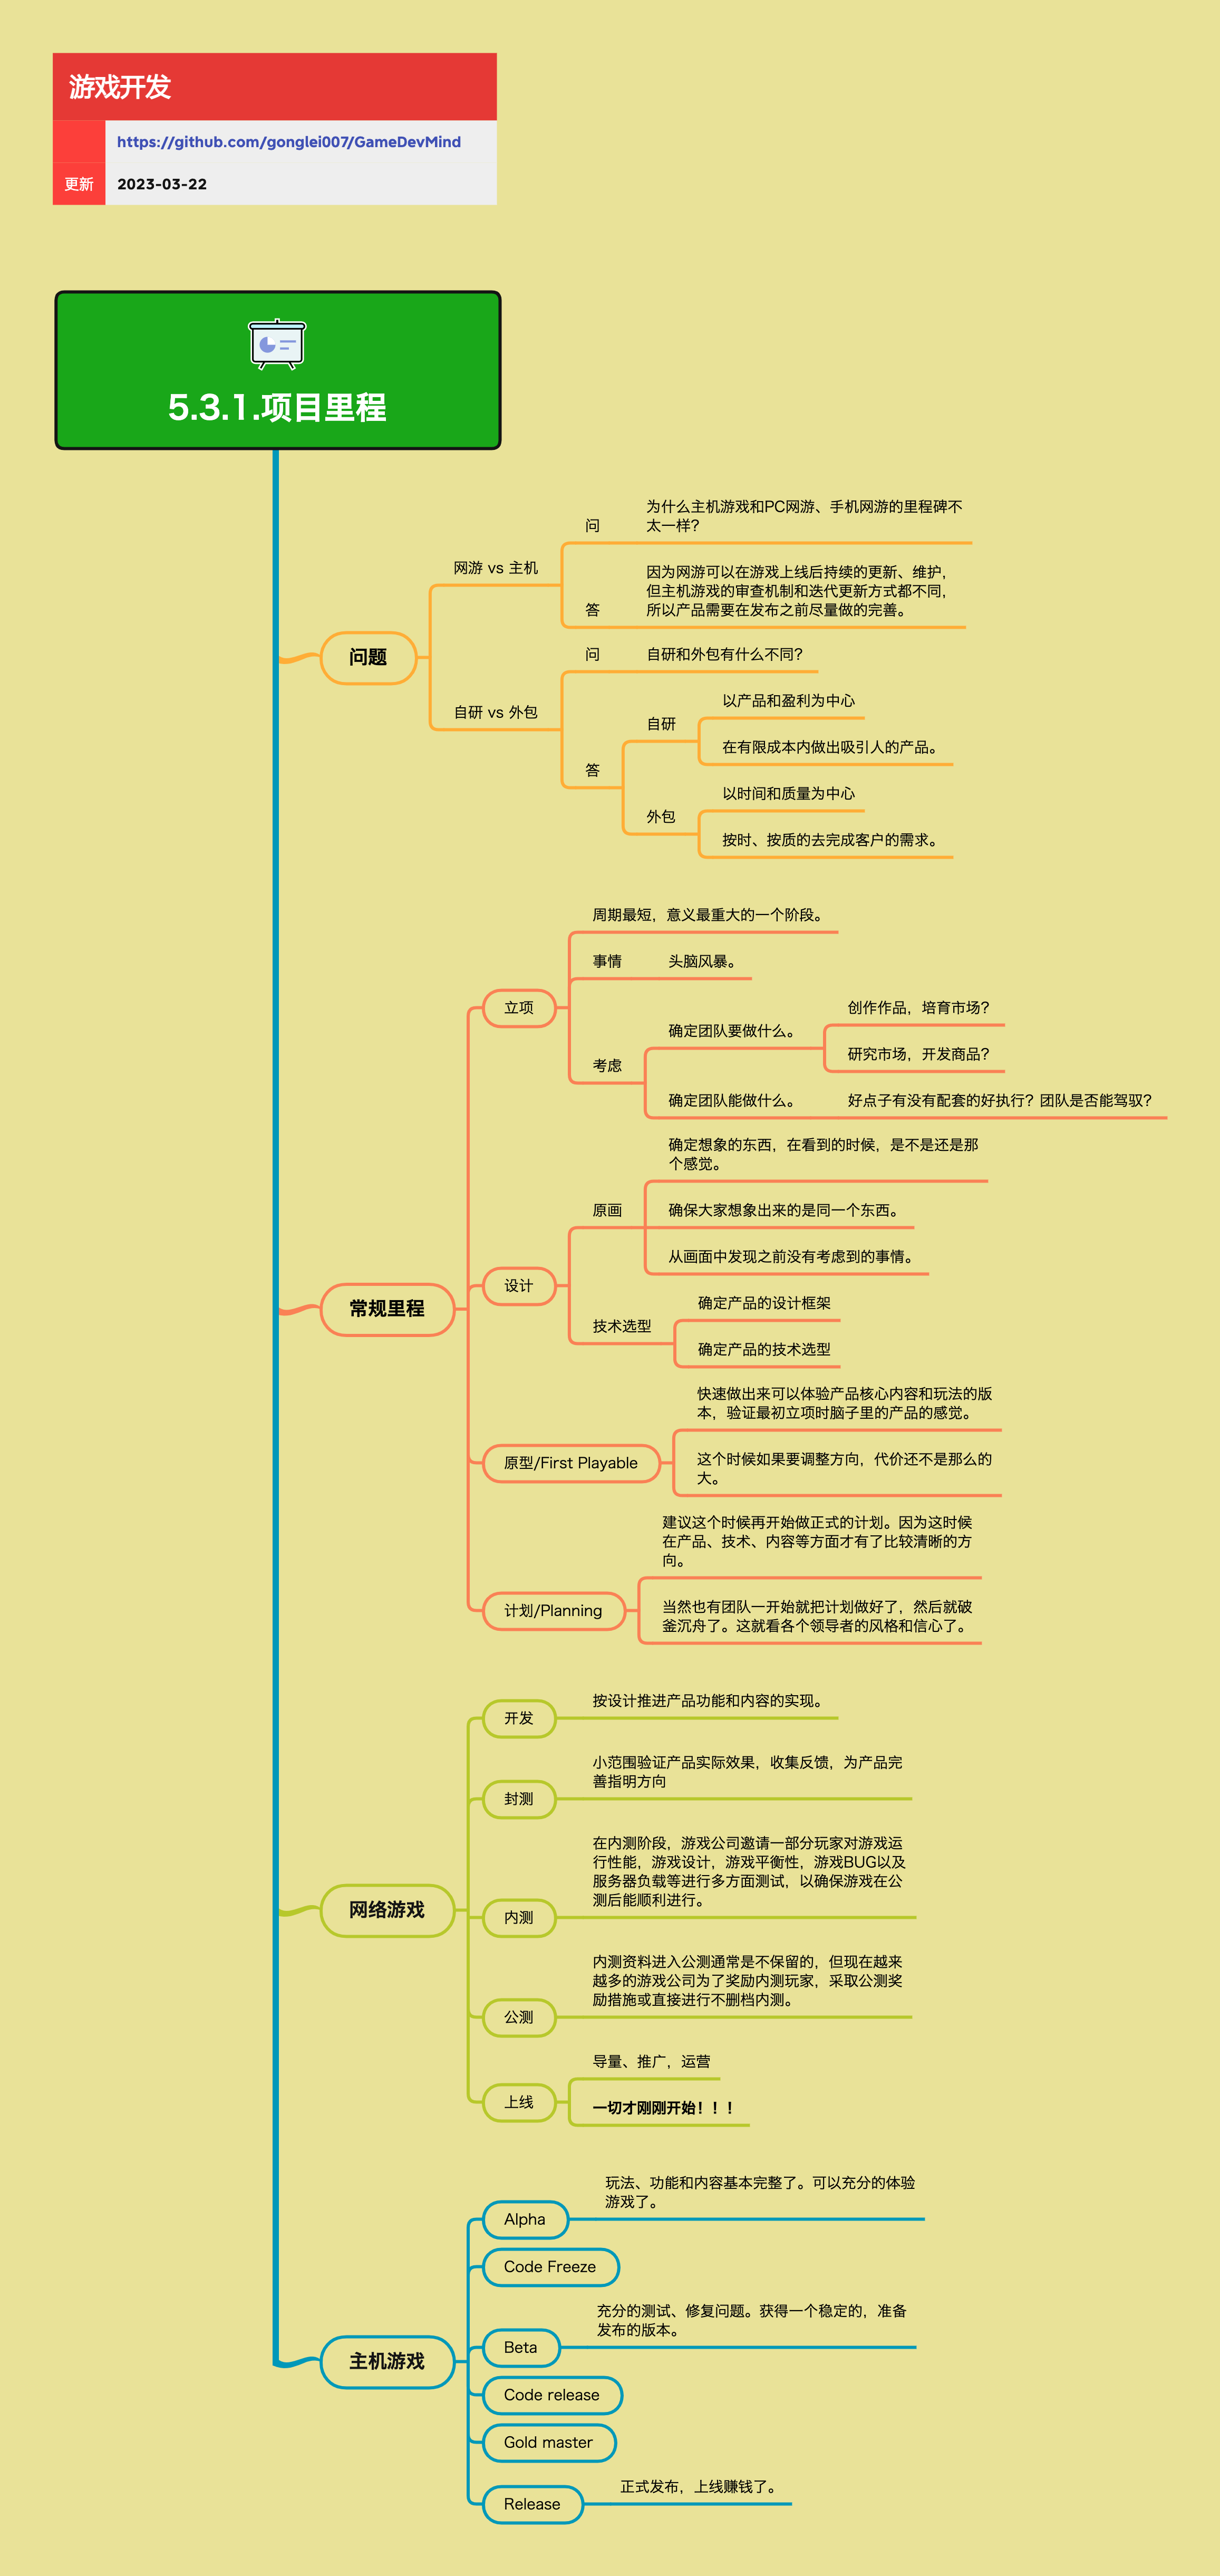 游戏开发
https://github.com/gonglei007/GameDevMind
更新
2023-03-22
5.3.1.项目里程
问题
网游 vs 主机
问
为什么主机游戏和PC网游、手机网游的里程碑不
太一样？
答
因为网游可以在游戏上线后持续的更新、维护，
但主机游戏的审查机制和迭代更新方式都不同，
所以产品需要在发布之前尽量做的完善。
自研 vs 外包
问
自研和外包有什么不同？
答
自研
以产品和盈利为中心
在有限成本内做出吸引人的产品。
外包
以时间和质量为中心
按时、按质的去完成客户的需求。
常规里程
立项
周期最短，意义最重大的一个阶段。
事情
头脑风暴。
考虑
确定团队要做什么。
创作作品，培育市场？
研究市场，开发商品？
确定团队能做什么。
好点子有没有配套的好执行？团队是否能驾驭？
设计
原画
确定想象的东西，在看到的时候，是不是还是那
个感觉。
确保大家想象出来的是同一个东西。
从画面中发现之前没有考虑到的事情。
技术选型
确定产品的设计框架
确定产品的技术选型
原型/First Playable
快速做出来可以体验产品核心内容和玩法的版
本，验证最初立项时脑子里的产品的感觉。
这个时候如果要调整方向，代价还不是那么的
大。
计划/Planning
建议这个时候再开始做正式的计划。因为这时候
在产品、技术、内容等方面才有了比较清晰的方
向。
当然也有团队一开始就把计划做好了，然后就破
釜沉舟了。这就看各个领导者的风格和信心了。
网络游戏
开发
按设计推进产品功能和内容的实现。
封测
小范围验证产品实际效果，收集反馈，为产品完
善指明方向
内测
在内测阶段，游戏公司邀请一部分玩家对游戏运
行性能，游戏设计，游戏平衡性，游戏BUG以及
服务器负载等进行多方面测试，以确保游戏在公
测后能顺利进行。
公测
内测资料进入公测通常是不保留的，但现在越来
越多的游戏公司为了奖励内测玩家，采取公测奖
励措施或直接进行不删档内测。
上线
导量、推广，运营
一切才刚刚开始！！！
主机游戏
Alpha
玩法、功能和内容基本完整了。可以充分的体验
游戏了。
Code Freeze
Beta
充分的测试、修复问题。获得一个稳定的，准备
发布的版本。
Code release
Gold master
Release
正式发布，上线赚钱了。